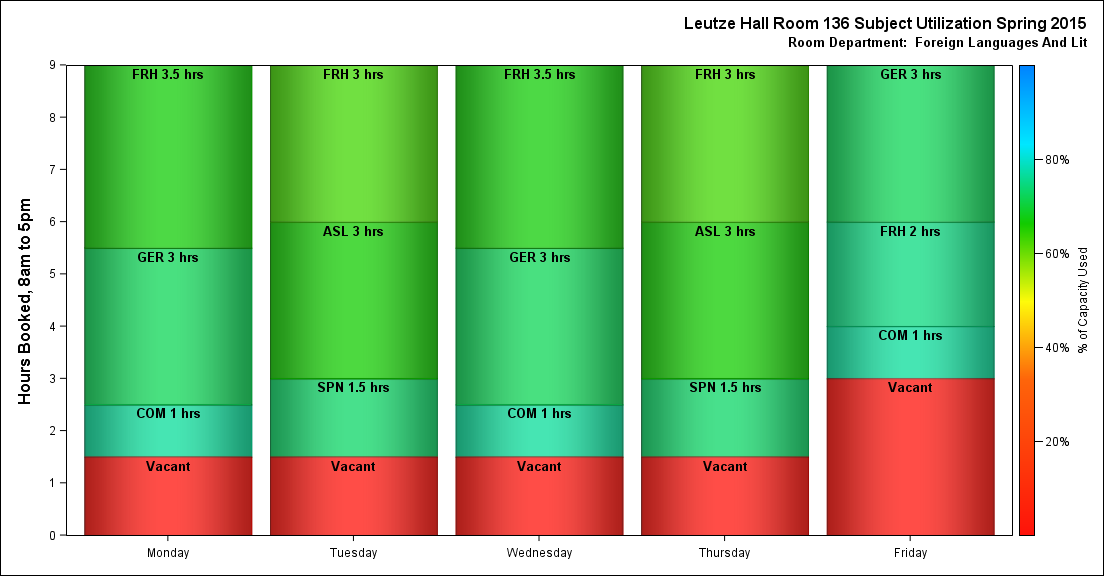 Leutze Hall Room 136 Subject Utilization Spring 2015
Room Department:  Foreign Languages And Lit
Hours Booked, 8am to 5pm
9
8
7
6
5
4
3
2
1
0
FRH 3.5 hrs
GER 3 hrs
COM 1 hrs
Vacant
FRH 3 hrs
ASL 3 hrs
SPN 1.5 hrs
Vacant
FRH 3.5 hrs
GER 3 hrs
COM 1 hrs
Vacant
FRH 3 hrs
ASL 3 hrs
SPN 1.5 hrs
Vacant
GER 3 hrs
FRH 2 hrs
COM 1 hrs
Vacant
Monday
Tuesday
Wednesday
Thursday
Friday
80%
60%
40%
20%
% of Capacity Used